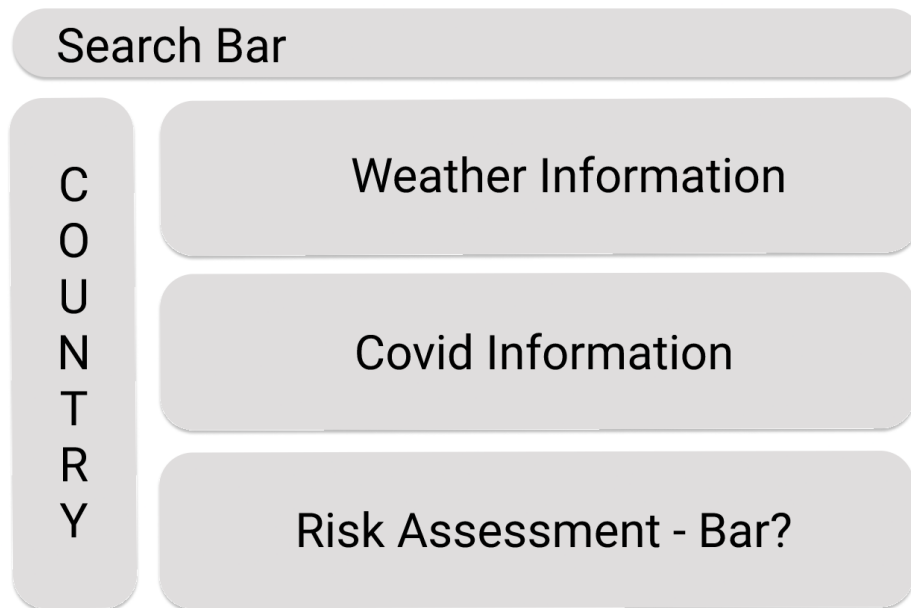 Search Bar
C
O
U
N
T
R
Y
Weather Information
Covid Information
Risk Assessment - Bar?